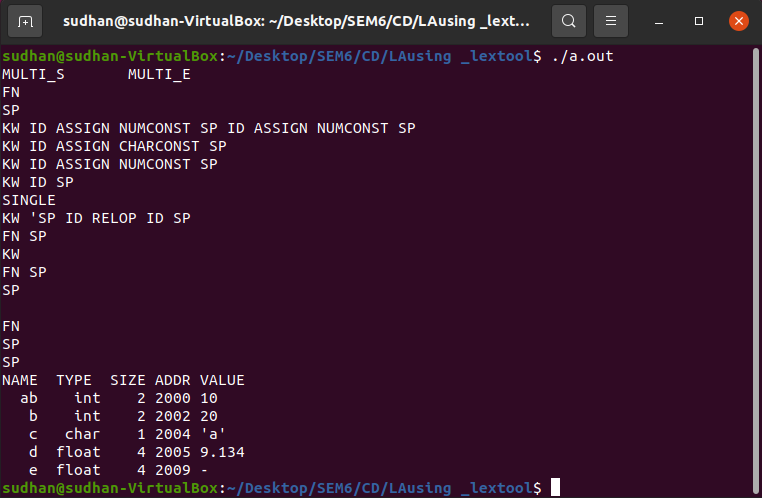 sudhan@sudhan-VirtualBox: ~/Desktop/SEM6/CD/LAusing _lext...
sudhan@sudhan-VirtualBox:~/Desktop/SEM6/CD/LAusing _lextool$ ./a.out
MULTI_S       MULTI_E
FN
SP
KW ID ASSIGN NUMCONST SP ID ASSIGN NUMCONST SP
KW ID ASSIGN CHARCONST SP
KW ID ASSIGN NUMCONST SP
KW ID SP
SINGLE
KW 'SP ID RELOP ID SP
FN SP
KW
FN SP
SP
FN
SP
SP
NAME  TYPE  SIZE ADDR VALUE
  ab    int    2 2000 10
   b    int    2 2002 20
   c   char    1 2004 'a'
   d  float    4 2005 9.134
   e  float    4 2009 -
sudhan@sudhan-VirtualBox:~/Desktop/SEM6/CD/LAusing _lextool$